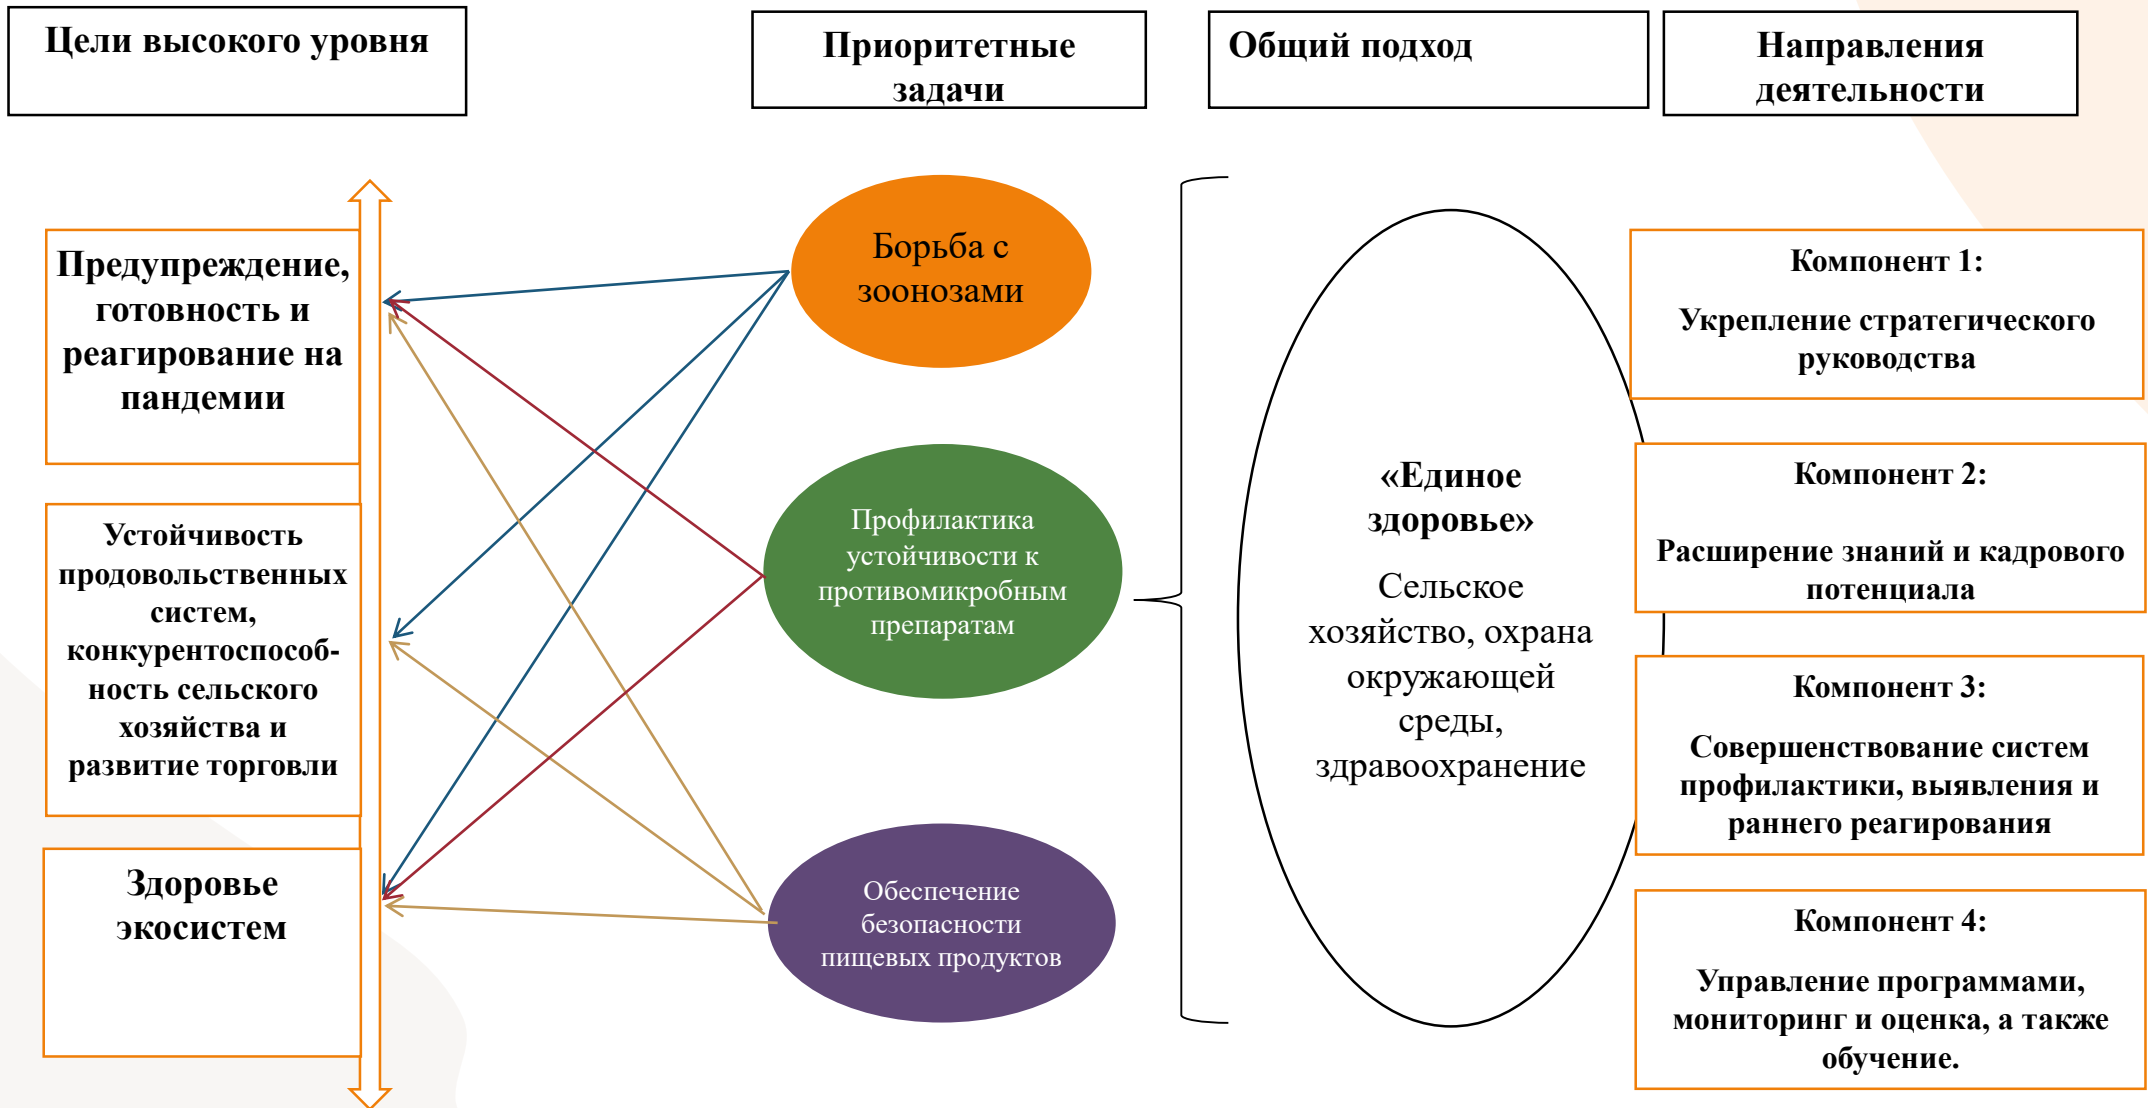 Цели высокого уровня
Приоритетные
задачи
Общий подход
Направления
деятельности
Предупреждение,
готовность и
реагирование на
пандемии
Устойчивость
продовольственных
систем,
конкурентоспособ-
ность сельского
хозяйства и
развитие торговли
Здоровье
экосистем
Борьба с
зоонозами
Профилактика
устойчивости к
противомикробным
препаратам
Обеспечение
безопасности
пищевых продуктов
«Единое
здоровье»
Сельское
хозяйство, охрана
окружающей
среды,
здравоохранение
Компонент 1:
Укрепление стратегического
руководства
Компонент 2:
Расширение знаний и кадрового
потенциала
Компонент 3:
Совершенствование систем
профилактики, выявления и
раннего реагирования
Компонент 4:
Управление программами,
мониторинг и оценка, а также
обучение.